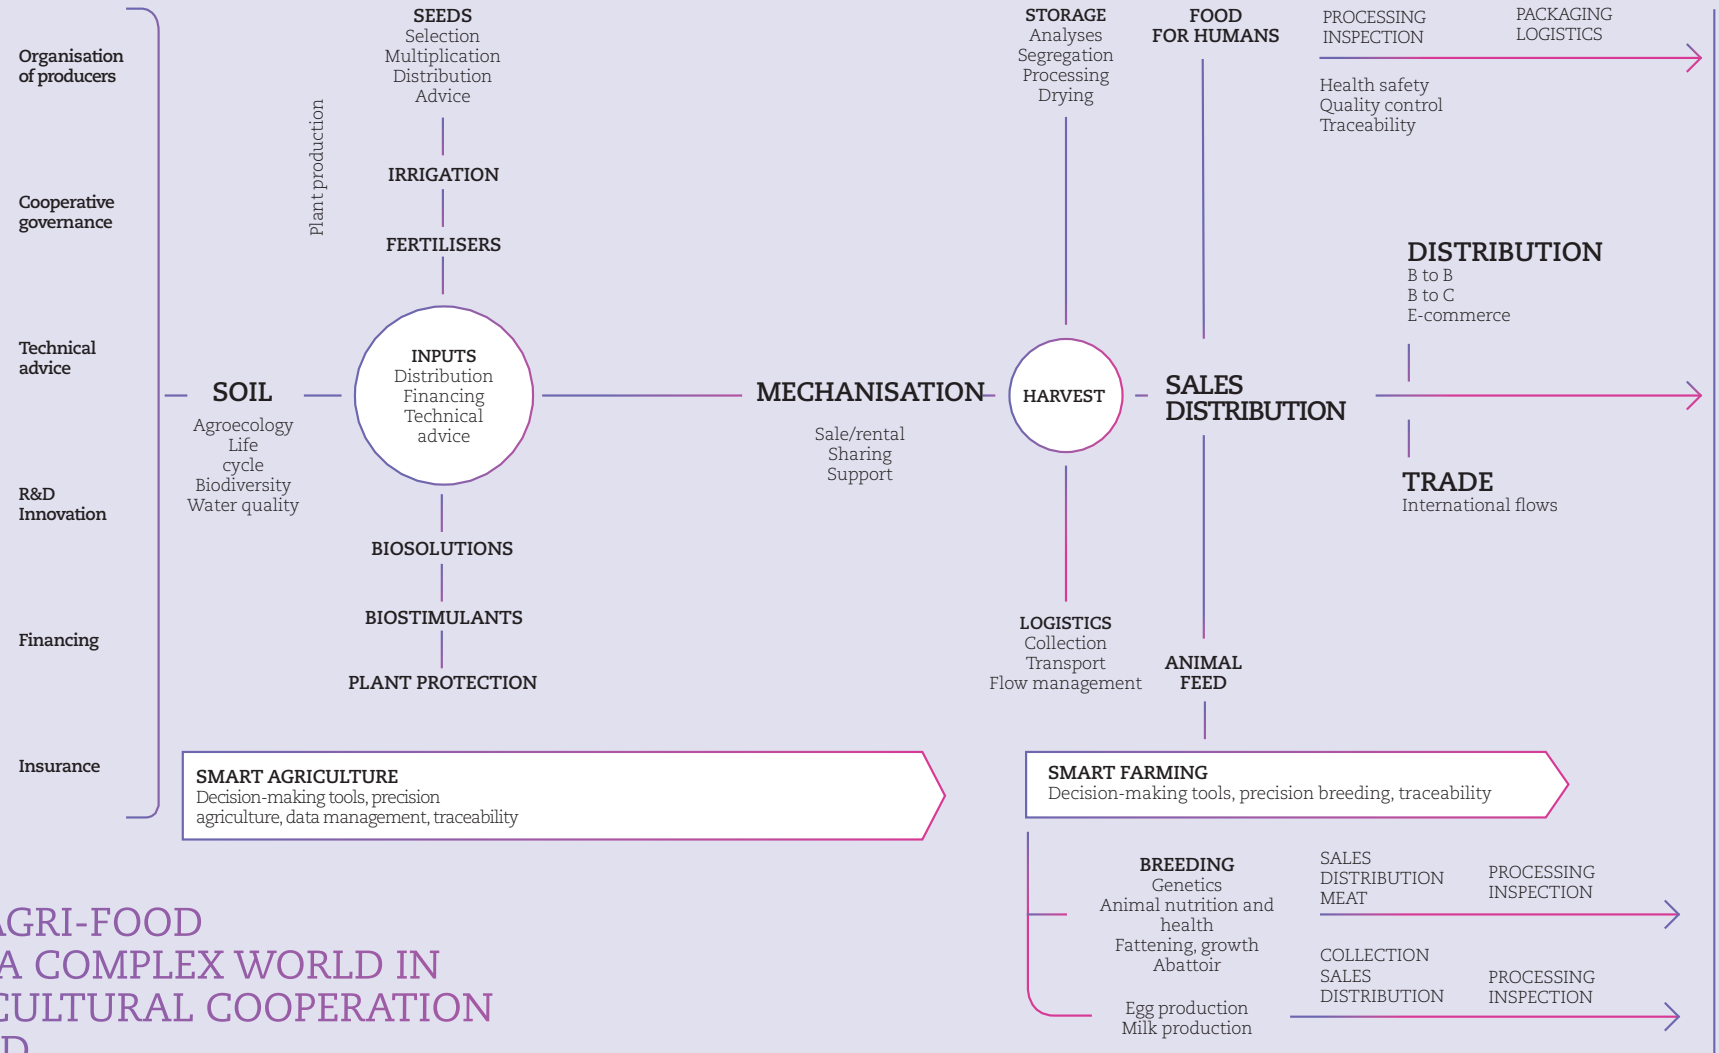 Organisation
of producers
Cooperative
governance
Technical
advice
R&D
Innovation
Financing
Insurance
SOIL
Agroecology
Life
cycle
Biodiversity
Water quality
Plant production
SEEDS
Selection
Multiplication
Distribution
Advice
IRRIGATION
FERTILISERS
INPUTS
Distribution
Financing
Technical
advice
BIOSOLUTIONS
BIOSTIMULANTS
PLANT PROTECTION
MECHANISATION
Sale/rental
Sharing
Support
STORAGE
Analyses
Segregation
Processing
Drying
HARVEST
LOGISTICS
Collection
Transport
Flow management
FOOD
FOR HUMANS
SALES
DISTRIBUTION
ANIMAL
FEED
PROCESSING
INSPECTION
PACKAGING
LOGISTICS
Health safety
Quality control
Traceability
DISTRIBUTION
B to B
B to C
E-commerce
TRADE
International flows
SMART AGRICULTURE
Decision-making tools, precision
agriculture, data management, traceability
SMART FARMING
Decision-making tools, precision breeding, traceability
BREEDING
Genetics
Animal nutrition and
health
Fattening, growth
Abattoir
SALES
DISTRIBUTION
MEAT
PROCESSING
INSPECTION
Egg production
Milk production
COLLECTION
SALES
DISTRIBUTION
PROCESSING
INSPECTION
AGRI-FOOD
A COMPLEX WORLD IN
CULTURAL COOPERATION